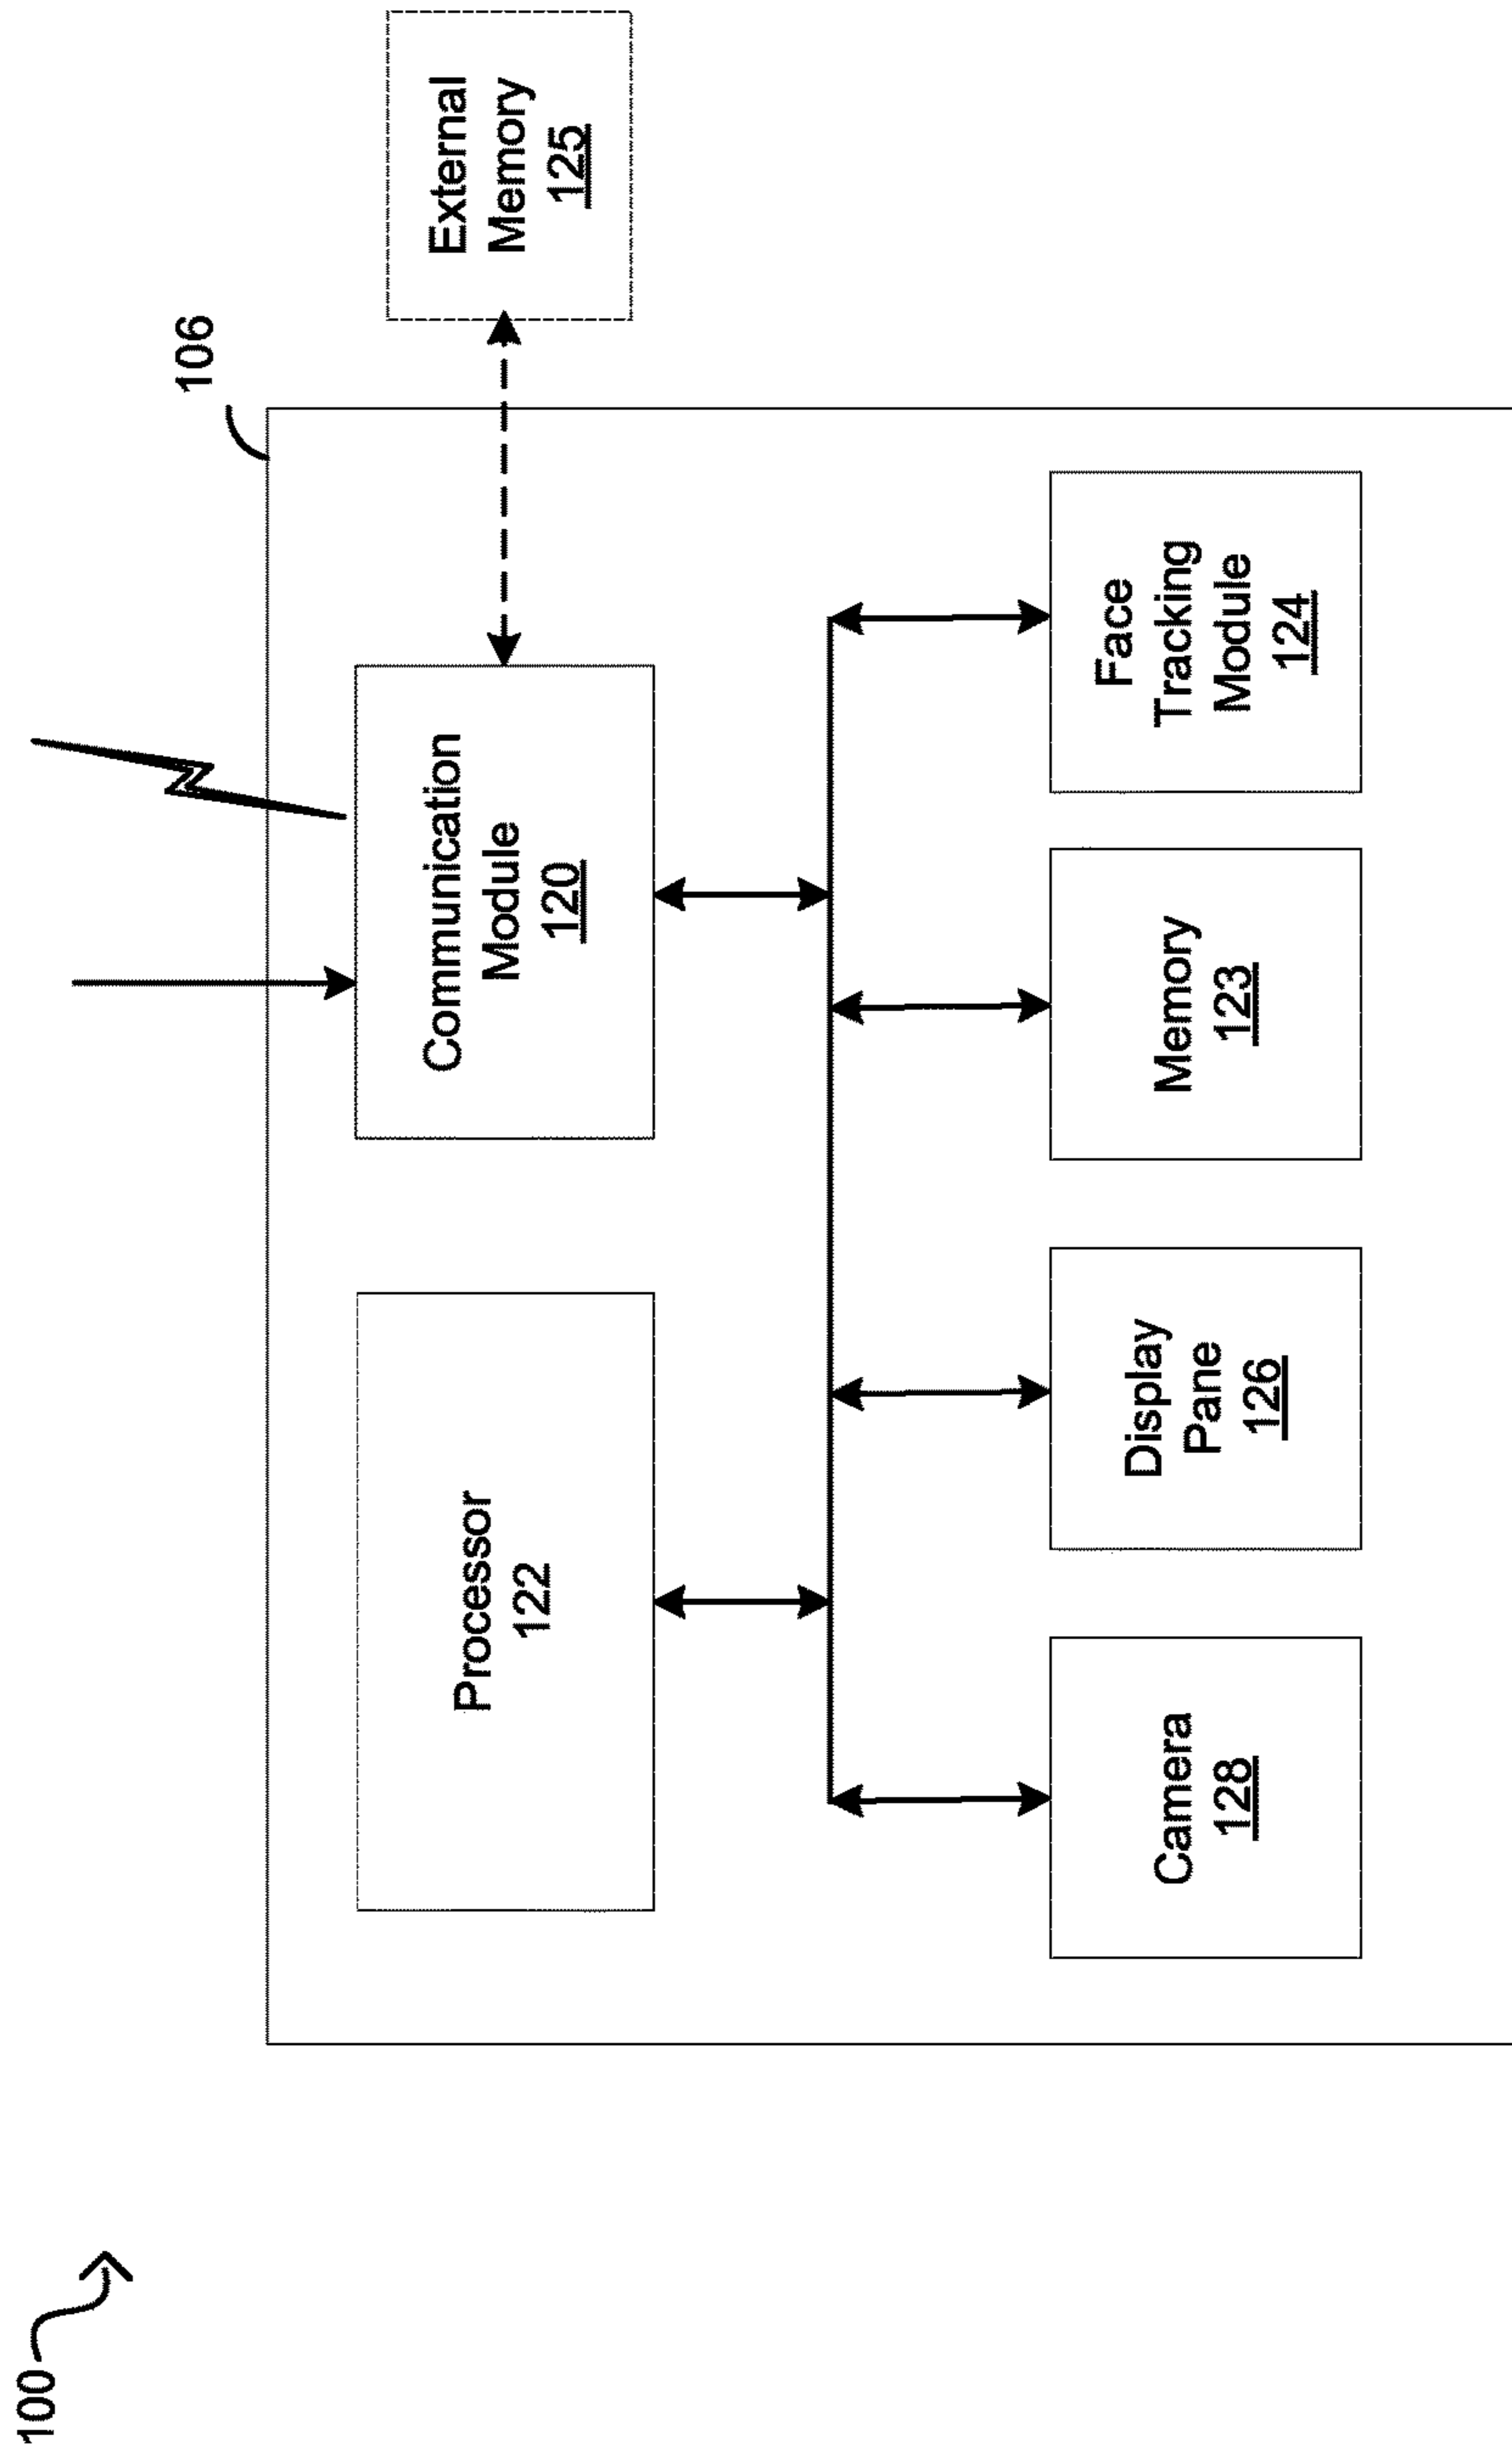 100
106
External
Memory
125
Processor
122
Communication
Module
120
Camera
128
Display
Pane
126
Memory
123
Face
Tracking
Module
124